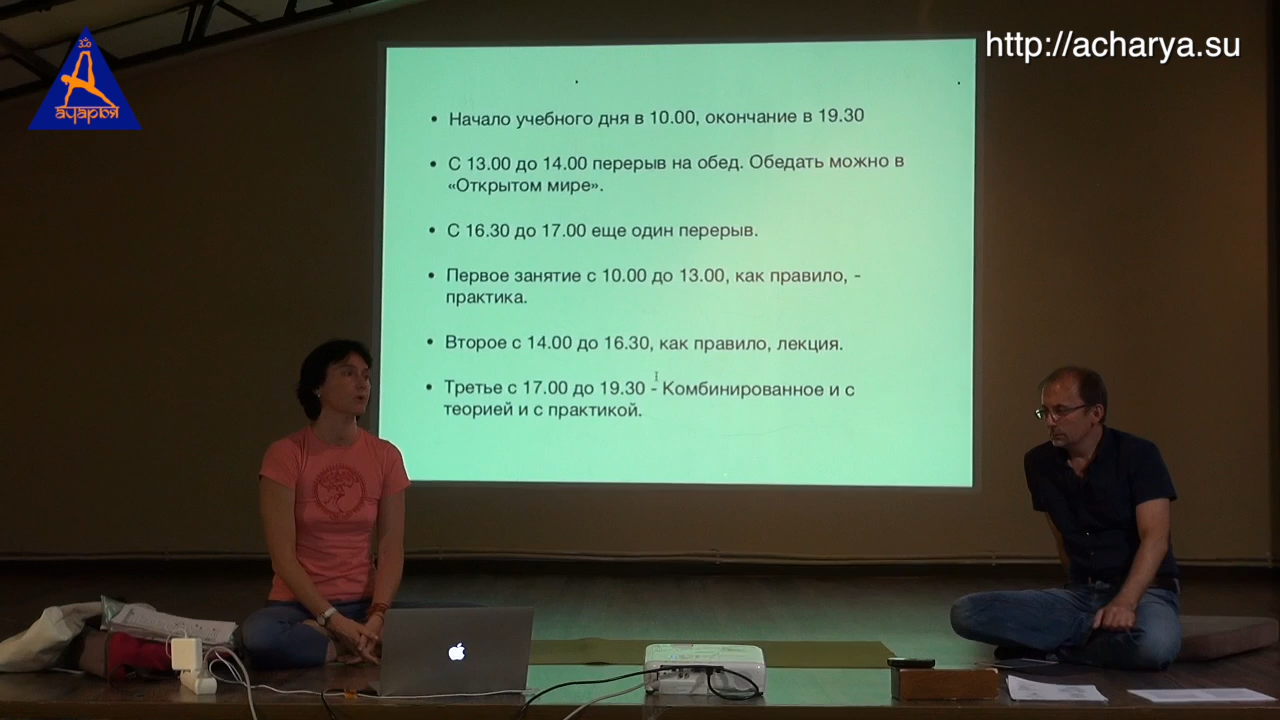 http://acharya.su
ॐ
ачарья
• Начало учебного дня в 10.00, окончание в 19.30
• С 13.00 до 14.00 перерыв на обед. Обедать можно в
«Открытом мире».
• С 16.30 до 17.00 еще один перерыв.
• Первое занятие с 10.00 до 13.00, как правило, -
практика.
• Второе с 14.00 до 16.30, как правило, лекция.
• Третье с 17.00 до 19.30 - Комбинированное и с
теорией и с практикой.